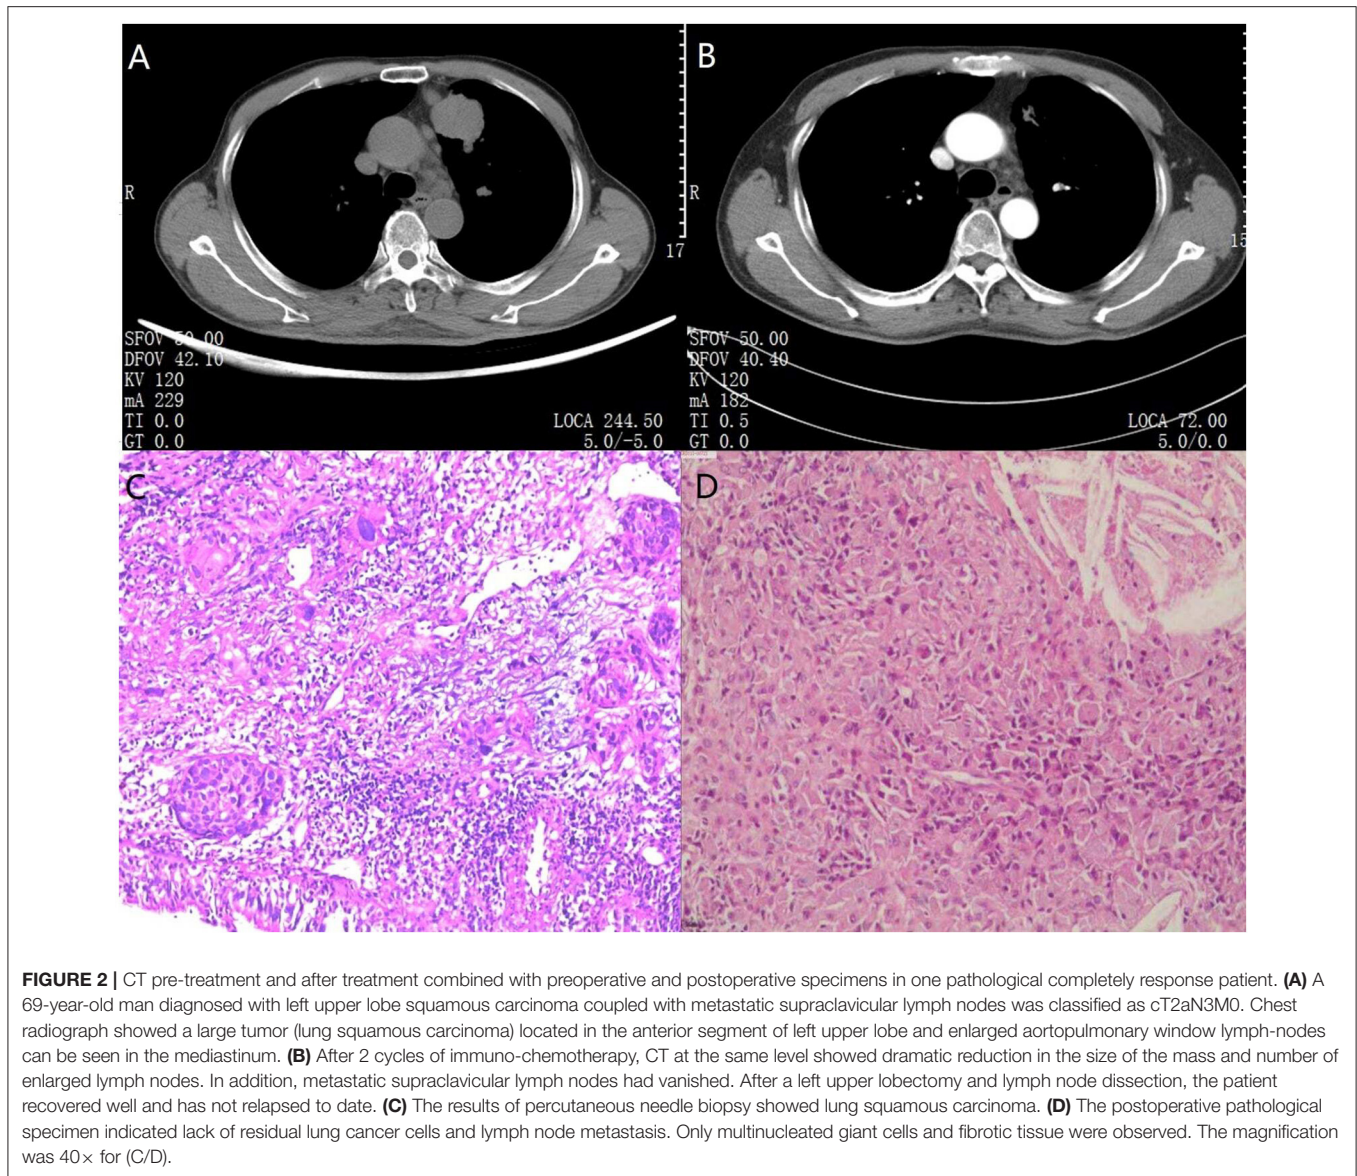 A
B
R
R
17
15
SFOV 50.00
DFOV 42.10
KV 120
mA 229
TI 0.0
GT 0.0
LOCA 244.50
5.0/-5.0
SFOV 50.00
DFOV 40.40
KV 120
mA 182
TI 0.5
GT 0.0
LOCA 72.00
5.0/0.0
C
D
FIGURE 2 | CT pre-treatment and after treatment combined with preoperative and postoperative specimens in one pathological completely response patient. (A) A
69-year-old man diagnosed with left upper lobe squamous carcinoma coupled with metastatic supraclavicular lymph nodes was classified as cT2aN3M0. Chest
radiograph showed a large tumor (lung squamous carcinoma) located in the anterior segment of left upper lobe and enlarged aortopulmonary window lymph-nodes
can be seen in the mediastinum. (B) After 2 cycles of immuno-chemotherapy, CT at the same level showed dramatic reduction in the size of the mass and number of
enlarged lymph nodes. In addition, metastatic supraclavicular lymph nodes had vanished. After a left upper lobectomy and lymph node dissection, the patient
recovered well and has not relapsed to date. (C) The results of percutaneous needle biopsy showed lung squamous carcinoma. (D) The postoperative pathological
specimen indicated lack of residual lung cancer cells and lymph node metastasis. Only multinucleated giant cells and fibrotic tissue were observed. The magnification
was 40× for (C/D).